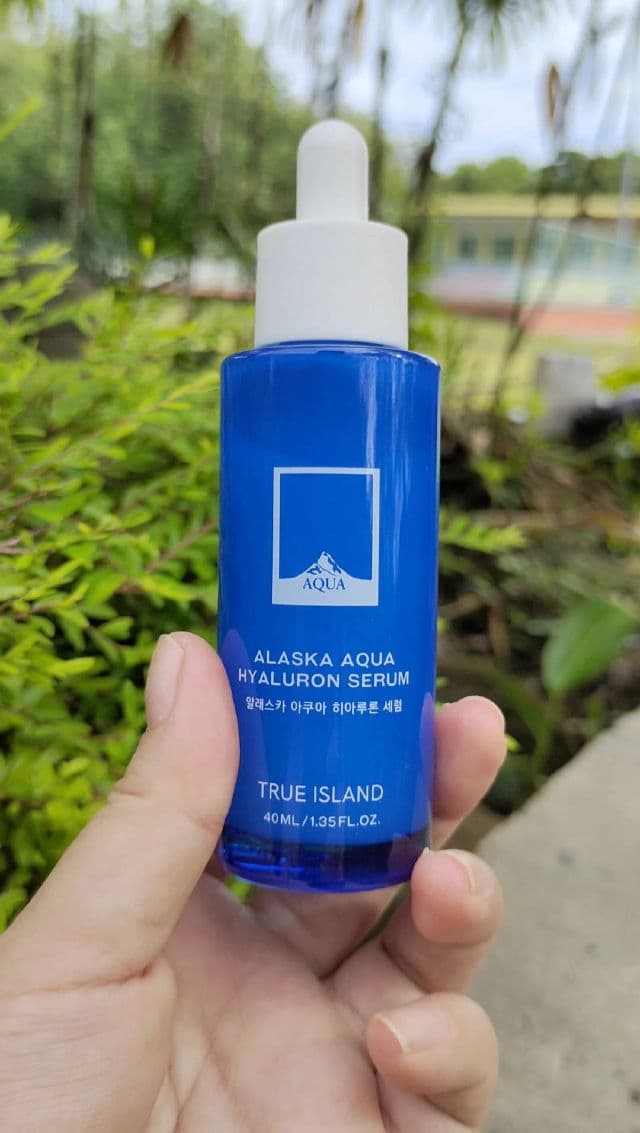 AQUA
ALASKA AQUA
HYALURON SERUM
알래스카 아쿠아 히아루론 세럼
TRUE ISLAND
40ML/1.35FL.OZ.